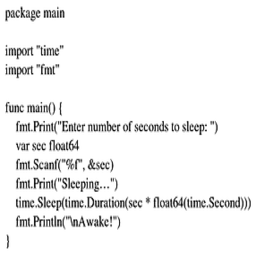 package main

import "time"
import "fmt"

func main() {
    fmt.Print("Enter number of seconds to sleep: ")
    var sec float64
    fmt.Scanf("%f", &sec)
    fmt.Print("Sleeping…")
    time.Sleep(time.Duration(sec * float64(time.Second)))
    fmt.Println("\nAwake!")
}